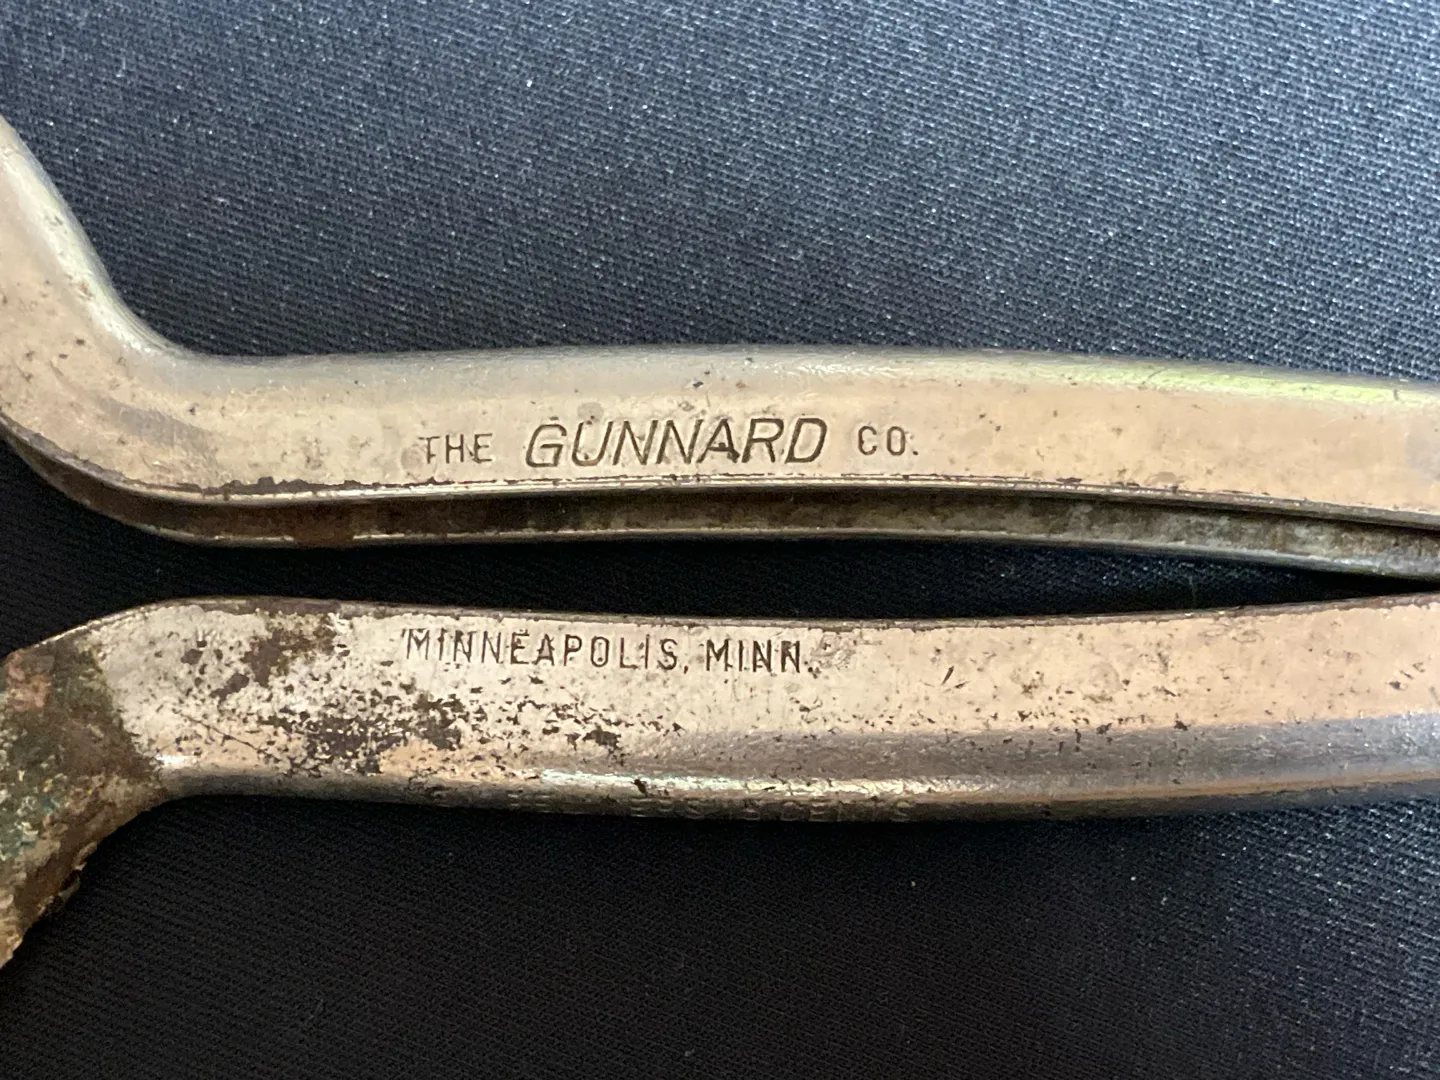 THE GUNNARD CO.
MINNEAPOLIS, MINN.